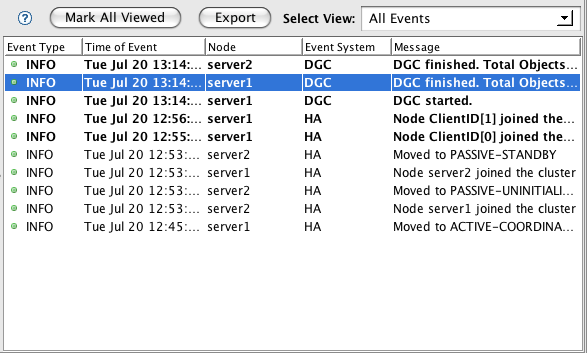 ? Mark All Viewed Export Select View: All Events
Event Type Time of Event Node Event System Message
INFO Tue Jul 20 13:14:... server2 DGC DGC finished. Total Objects...
INFO Tue Jul 20 13:14:... server1 DGC DGC finished. Total Objects...
INFO Tue Jul 20 13:14:... server1 DGC DGC started.
INFO Tue Jul 20 12:56:... server1 HA Node ClientID[1] joined the...
INFO Tue Jul 20 12:55:... server1 HA Node ClientID[0] joined the...
INFO Tue Jul 20 12:53:... server2 HA Moved to PASSIVE-STANDBY
INFO Tue Jul 20 12:53:... server1 HA Node server2 joined the cluster
INFO Tue Jul 20 12:53:... server2 HA Moved to PASSIVE-UNINITIALI...
INFO Tue Jul 20 12:53:... server2 HA Node server1 joined the cluster
INFO Tue Jul 20 12:45:... server1 HA Moved to ACTIVE-COORDINA...